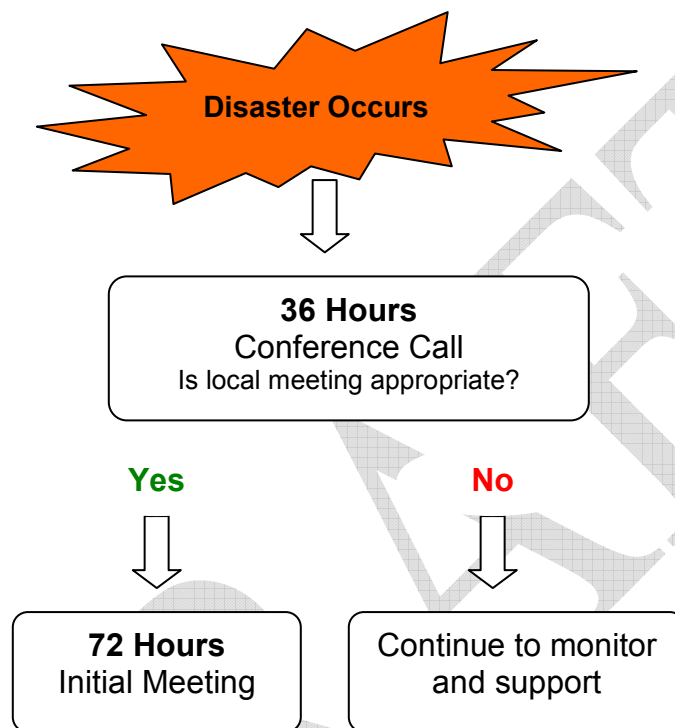 Disaster Occurs
36 Hours
Conference Call
Is local meeting appropriate?
Yes
No
72 Hours
Initial Meeting
Continue to monitor
and support